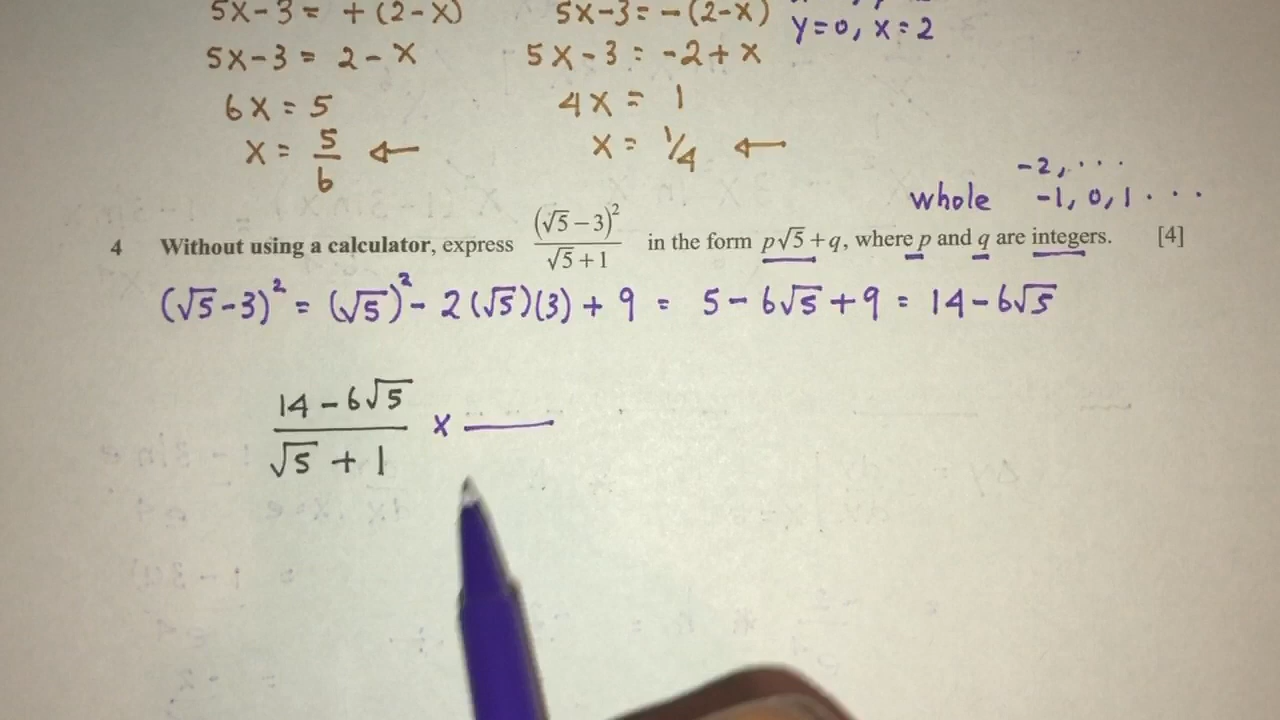 5x-3 = +(2-x) 5x-3 = -(2-x)
y=0, x=2
5x-3 = 2-x 5x-3 = -2+x
6x = 5 4x = 1
x = 5/6 ← x = 1/4 ←
-2, ...
whole -1, 0, 1 ...
4 Without using a calculator, express (√5-3)²/(√5+1) in the form p√5+q, where p and q are integers. [4]
(√5-3)² = (√5)² - 2(√5)(3) + 9 = 5-6√5+9 = 14-6√5
(14-6√5)/(√5+1) ×